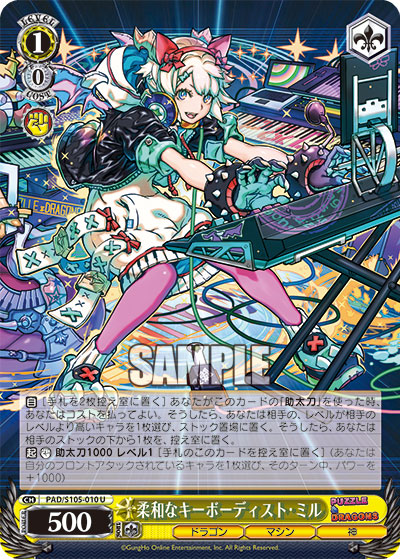 LEVEL
1
0
COST
SAMPLE
自 [手札を2枚控え室に置く] あなたがこのカードの『助太刀』を使った時、
あなたはコストを払ってよい。そうしたら、あなたは相手の、レベルが相手の
レベルより高いキャラを1枚選び、ストック置場に置く。そうしたら、あなたは
相手のストックの下から1枚を、控え室に置く。
起 助太刀1000 レベル1 [手札のこのカードを控え室に置く] (あなたは
自分のフロントアタックされているキャラを1枚選び、そのターン中、パワーを
+1000)
CH PAD/S105-010 U
柔和なキーボーディスト・ミル
PUZZLE
& DRAGONS
POWER
500
SOUL
ドラゴン
マシン
神
©GungHo Online Entertainment, Inc. All Rights Reserved.